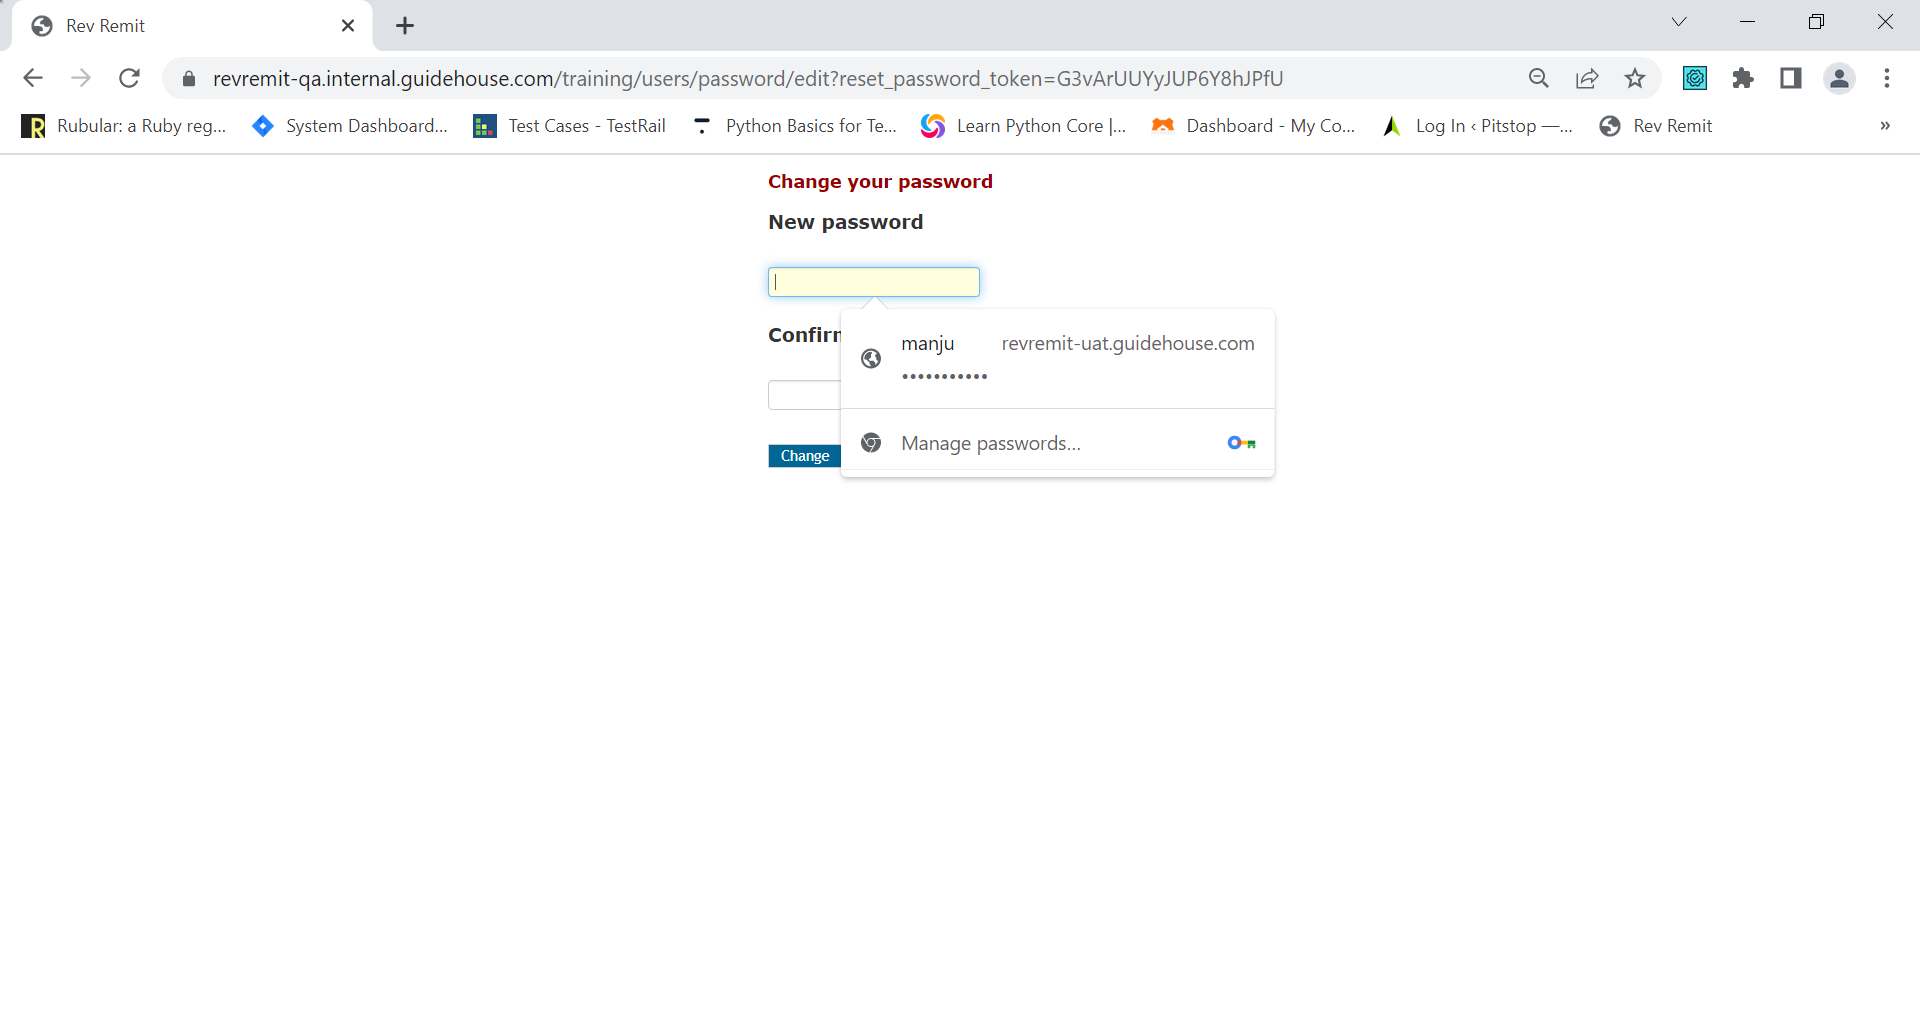 Rev Remit
revremit-qa.internal.guidehouse.com/training/users/password/edit?reset_password_token=G3vArUUYyJUP6Y8hJPfU
Rubular: a Ruby reg... System Dashboard... Test Cases - TestRail Python Basics for Te... Learn Python Core |... Dashboard - My Co... Log In ‹ Pitstop —... Rev Remit »
Change your password
New password
Confirm
manju revremit-uat.guidehouse.com
•••••••••••
Manage passwords...
Change